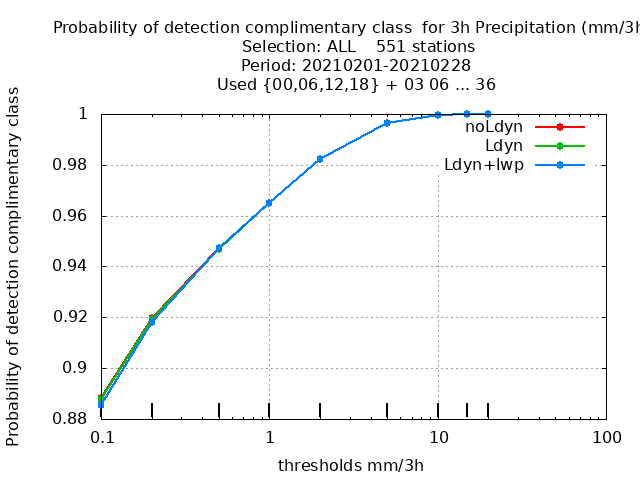 Probability of detection complimentary class  for 3h Precipitation (mm/3h
Selection: ALL    551 stations
Period: 20210201-20210228
Used {00,06,12,18} + 03 06 ... 36
Probability of detection complimentary class
1
0.98
0.96
0.94
0.92
0.9
0.88
noLdyn
Ldyn
Ldyn+lwp
0.1 1 10 100
thresholds mm/3h